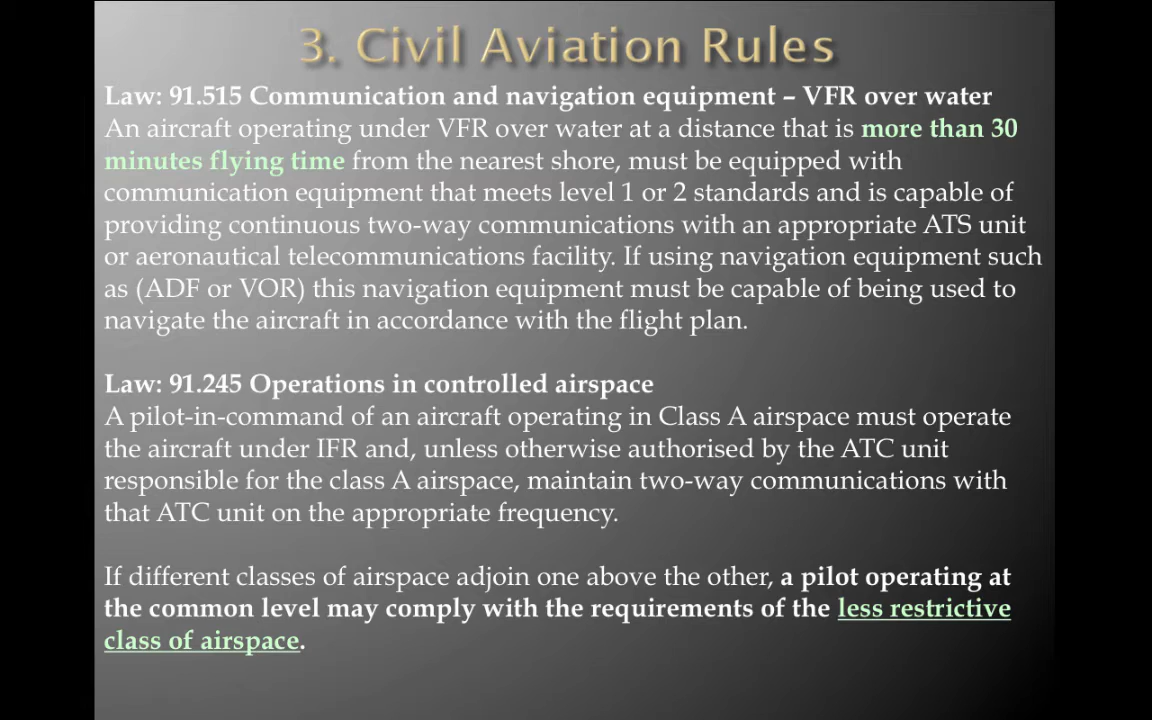 3. Civil Aviation Rules
Law: 91.515 Communication and navigation equipment – VFR over water
An aircraft operating under VFR over water at a distance that is more than 30
minutes flying time from the nearest shore, must be equipped with
communication equipment that meets level 1 or 2 standards and is capable of
providing continuous two-way communications with an appropriate ATS unit
or aeronautical telecommunications facility. If using navigation equipment such
as (ADF or VOR) this navigation equipment must be capable of being used to
navigate the aircraft in accordance with the flight plan.
Law: 91.245 Operations in controlled airspace
A pilot-in-command of an aircraft operating in Class A airspace must operate
the aircraft under IFR and, unless otherwise authorised by the ATC unit
responsible for the class A airspace, maintain two-way communications with
that ATC unit on the appropriate frequency.
If different classes of airspace adjoin one above the other, a pilot operating at
the common level may comply with the requirements of the less restrictive
class of airspace.